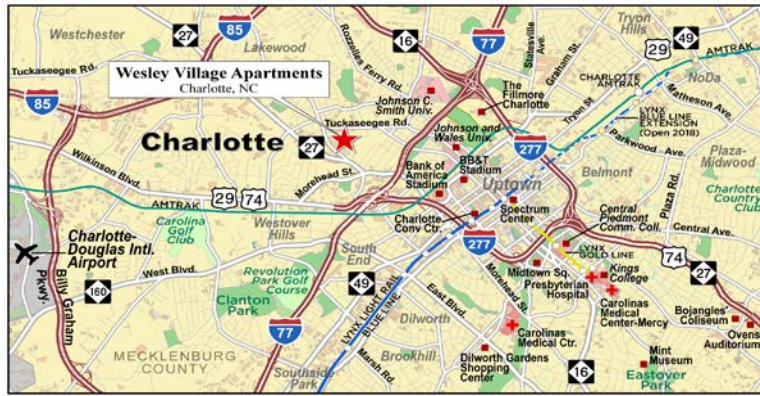 Westchester
27
85
Lakewood
Rozzelles Ferry Rd.
16
77
Statesville
Ave.
Graham St.
Tryon
Hills
29
49
AMTRAK
Tuckaseegee Rd.
Wesley Village Apartments
Charlotte, NC
85
Johnson C.
Smith Univ.
The
Fillmore
Charlotte
CHARLOTTE
AMTRAK
Tryon St.
NoDa
Matheson Ave.
LYNX
BLUE LINE
EXTENSION
(Open 2018)
Tuckaseegee Rd.
Charlotte
27
Johnson and
Wales Univ.
277
Parkwood Ave.
Plaza-
Midwood
Wilkinson Blvd.
Morehead St.
Bank of
America
Stadium
BB&T
Stadium
Uptown
Belmont
Plaza Rd.
Charlotte
Country
Club
AMTRAK
29
74
Spectrum
Center
Central
Piedmont
Comm. Coll.
Central Ave.
Carolina
Golf
Club
Westover
Hills
Charlotte
Conv Ctr.
277
LYNX
GOLD LINE
74
27
Charlotte-
Douglas Intl.
Airport
South
End
West Blvd.
Revolution
Park Golf
Course
49
Morehead St.
Midtown Sq.
Kings
College
Presbyterian
Hospital
Pkwy.
Billy Graham
160
Clanton
Park
LYNX LIGHT RAIL
BLUE LINE
East Blvd.
Dilworth
Carolinas
Medical
Center-Mercy
Bojangles'
Coliseum
Ovens
Auditorium
77
Carolinas
Medical Ctr.
MECKLENBURG
COUNTY
Brookhill
Marsh Rd.
Southside
Park
Dilworth Gardens
Shopping
Center
16
Mint
Museum
Eastover
Park